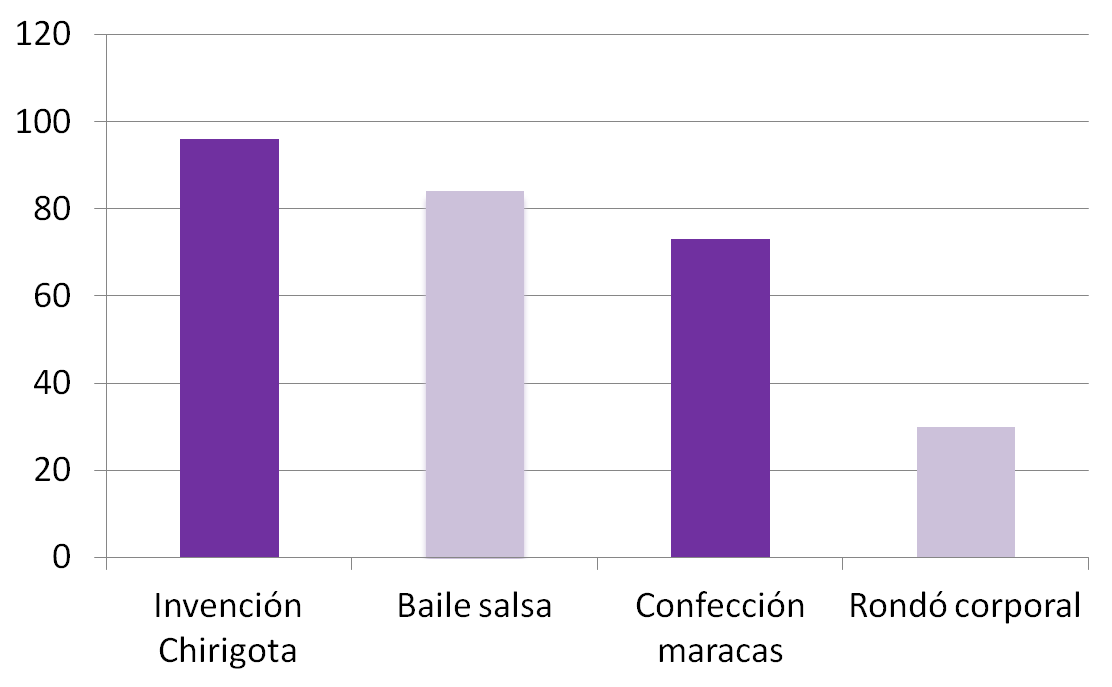 120
100
80
60
40
20
0
Invención
Chirigota
Baile salsa
Confección
maracas
Rondó corporal